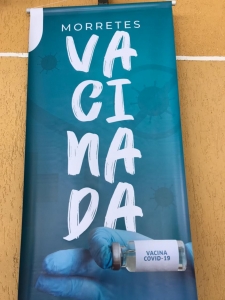 MORRETES
VA
CI
NA
DA
VACINA
COVID-19